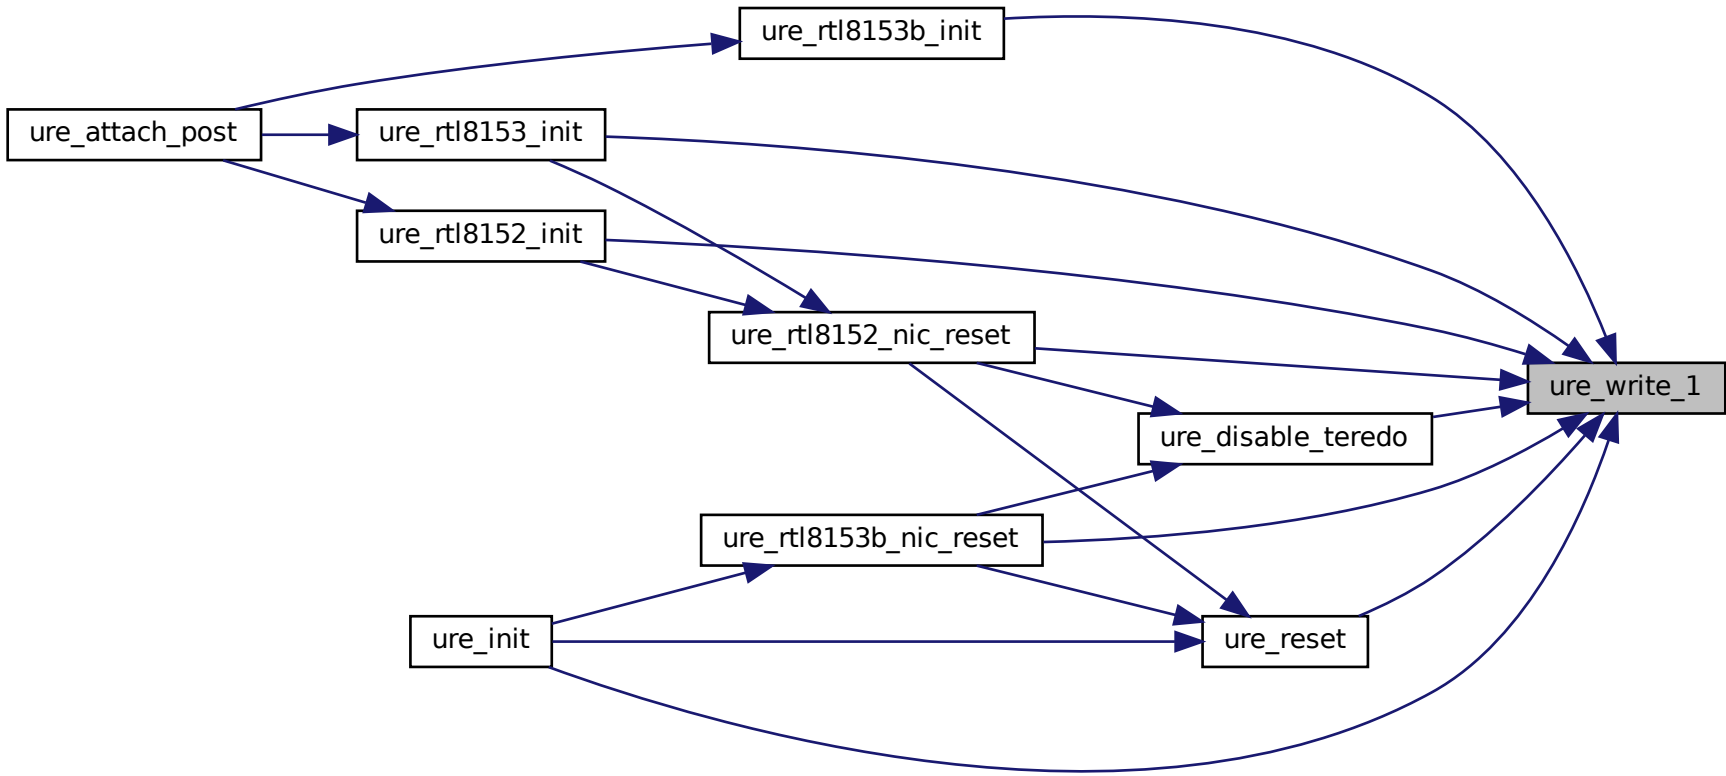 ure_rtl8153b_init
ure_attach_post
ure_rtl8153_init
ure_rtl8152_init
ure_rtl8152_nic_reset
ure_write_1
ure_disable_teredo
ure_rtl8153b_nic_reset
ure_init
ure_reset